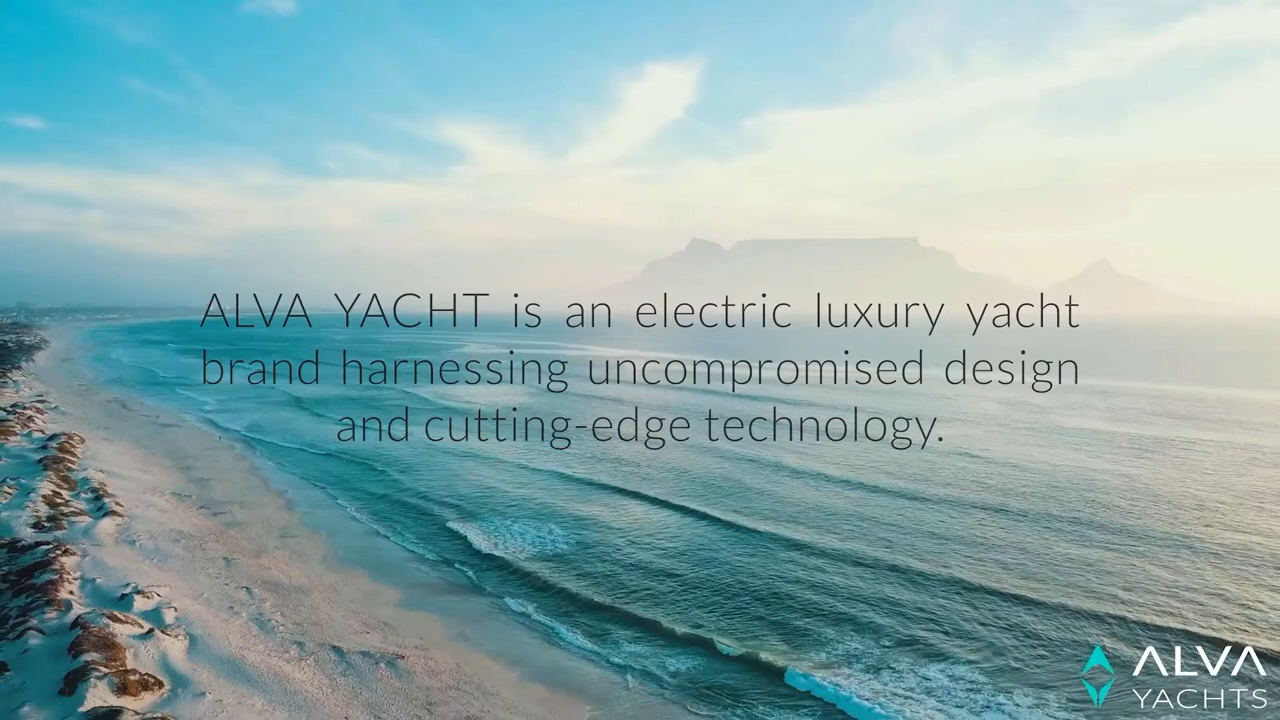 ALVA YACHT is an electric luxury yacht
brand harnessing uncompromised design
and cutting-edge technology.
ALVA
YACHTS